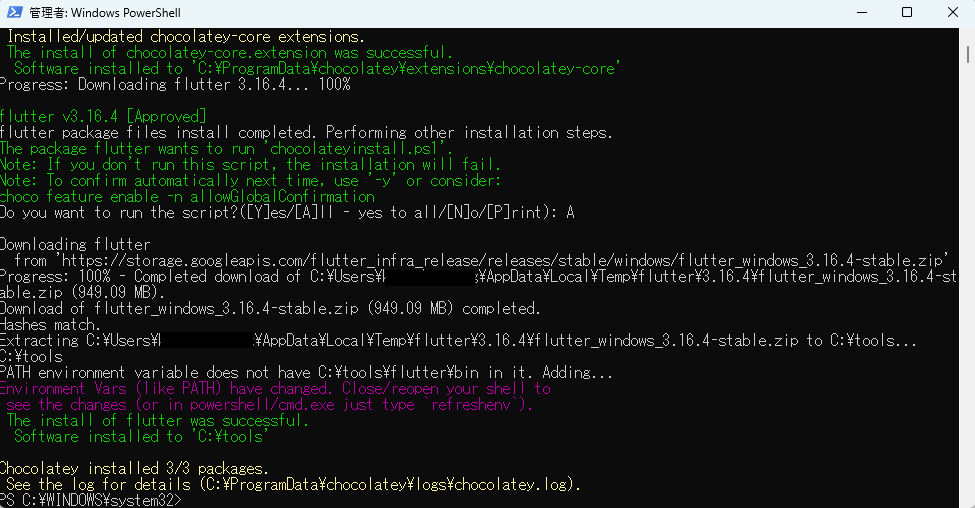 管理者: Windows PowerShell
Installed/updated chocolatey-core extensions.
The install of chocolatey-core.extension was successful.
Software installed to 'C:¥ProgramData¥chocolatey¥extensions¥chocolatey-core'
Progress: Downloading flutter 3.16.4... 100%
flutter v3.16.4 [Approved]
flutter package files install completed. Performing other installation steps.
The package flutter wants to run 'chocolateyinstall.ps1'.
Note: If you don't run this script, the installation will fail.
Note: To confirm automatically next time, use '-y' or consider:
choco feature enable -n allowGlobalConfirmation
Do you want to run the script?([Y]es/[A]ll - yes to all/[N]o/[P]rint): A
Downloading flutter
from 'https://storage.googleapis.com/flutter_infra_release/releases/stable/windows/flutter_windows_3.16.4-stable.zip'
Progress: 100% - Completed download of C:¥Users¥ ¥AppData¥Local¥Temp¥flutter¥3.16.4¥flutter_windows_3.16.4-st
able.zip (949.09 MB).
Download of flutter_windows_3.16.4-stable.zip (949.09 MB) completed.
Hashes match.
Extracting C:¥Users¥ ¥AppData¥Local¥Temp¥flutter¥3.16.4¥flutter_windows_3.16.4-stable.zip to C:¥tools...
C:¥tools
PATH environment variable does not have C:¥tools¥flutter¥bin in it. Adding...
Environment Vars (like PATH) have changed. Close/reopen your shell to
see the changes (or in powershell/cmd.exe just type `refreshenv`).
The install of flutter was successful.
Software installed to 'C:¥tools'
Chocolatey installed 3/3 packages.
See the log for details (C:¥ProgramData¥chocolatey¥logs¥chocolatey.log).
PS C:¥WINDOWS¥system32>